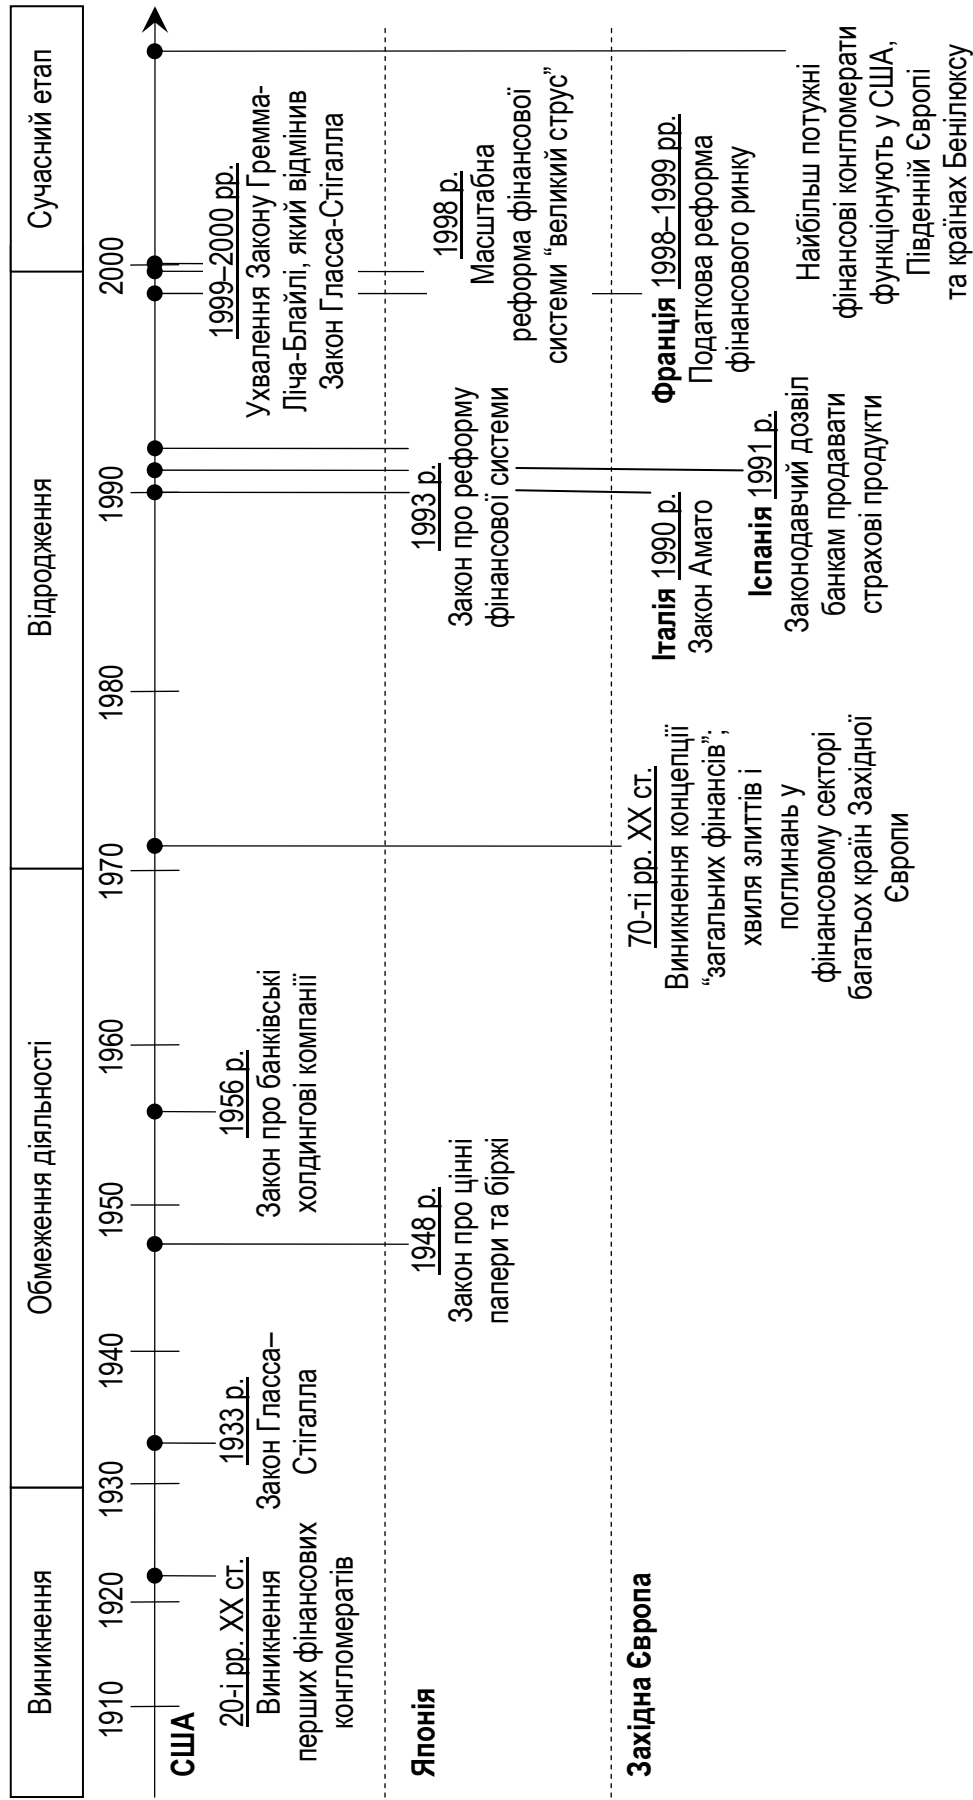 Виникнення
Обмеження діяльності
Відродження
Сучасний етап
1910
1920
1930
1940
1950
1960
1970
1980
1990
2000
США
20-і рр. ХХ ст.
Виникнення
перших фінансових
конгломератів
1933 р.
Закон Гласса–
Стігалла
1956 р.
Закон про банківські
холдингові компанії
1999–2000 рр.
Ухвалення Закону Гремма-
Ліча-Блайлі, який відмінив
Закон Гласса-Стігалла
Японія
1948 р.
Закон про цінні
папери та біржі
1993 р.
Закон про реформу
фінансової системи
1998 р.
Масштабна
реформа фінансової
системи “великий струс”
Західна Європа
70-ті рр. ХХ ст.
Виникнення концепції
“загальних фінансів”;
хвиля злиттів і
поглинань у
фінансовому секторі
багатьох країн Західної
Європи
Італія 1990 р.
Закон Амато
Іспанія 1991 р.
Законодавчий дозвіл
банкам продавати
страхові продукти
Франція 1998–1999 рр.
Податкова реформа
фінансового ринку
Найбільш потужні
фінансові конгломерати
функціонують у США,
Південній Європі
та країнах Бенілюксу